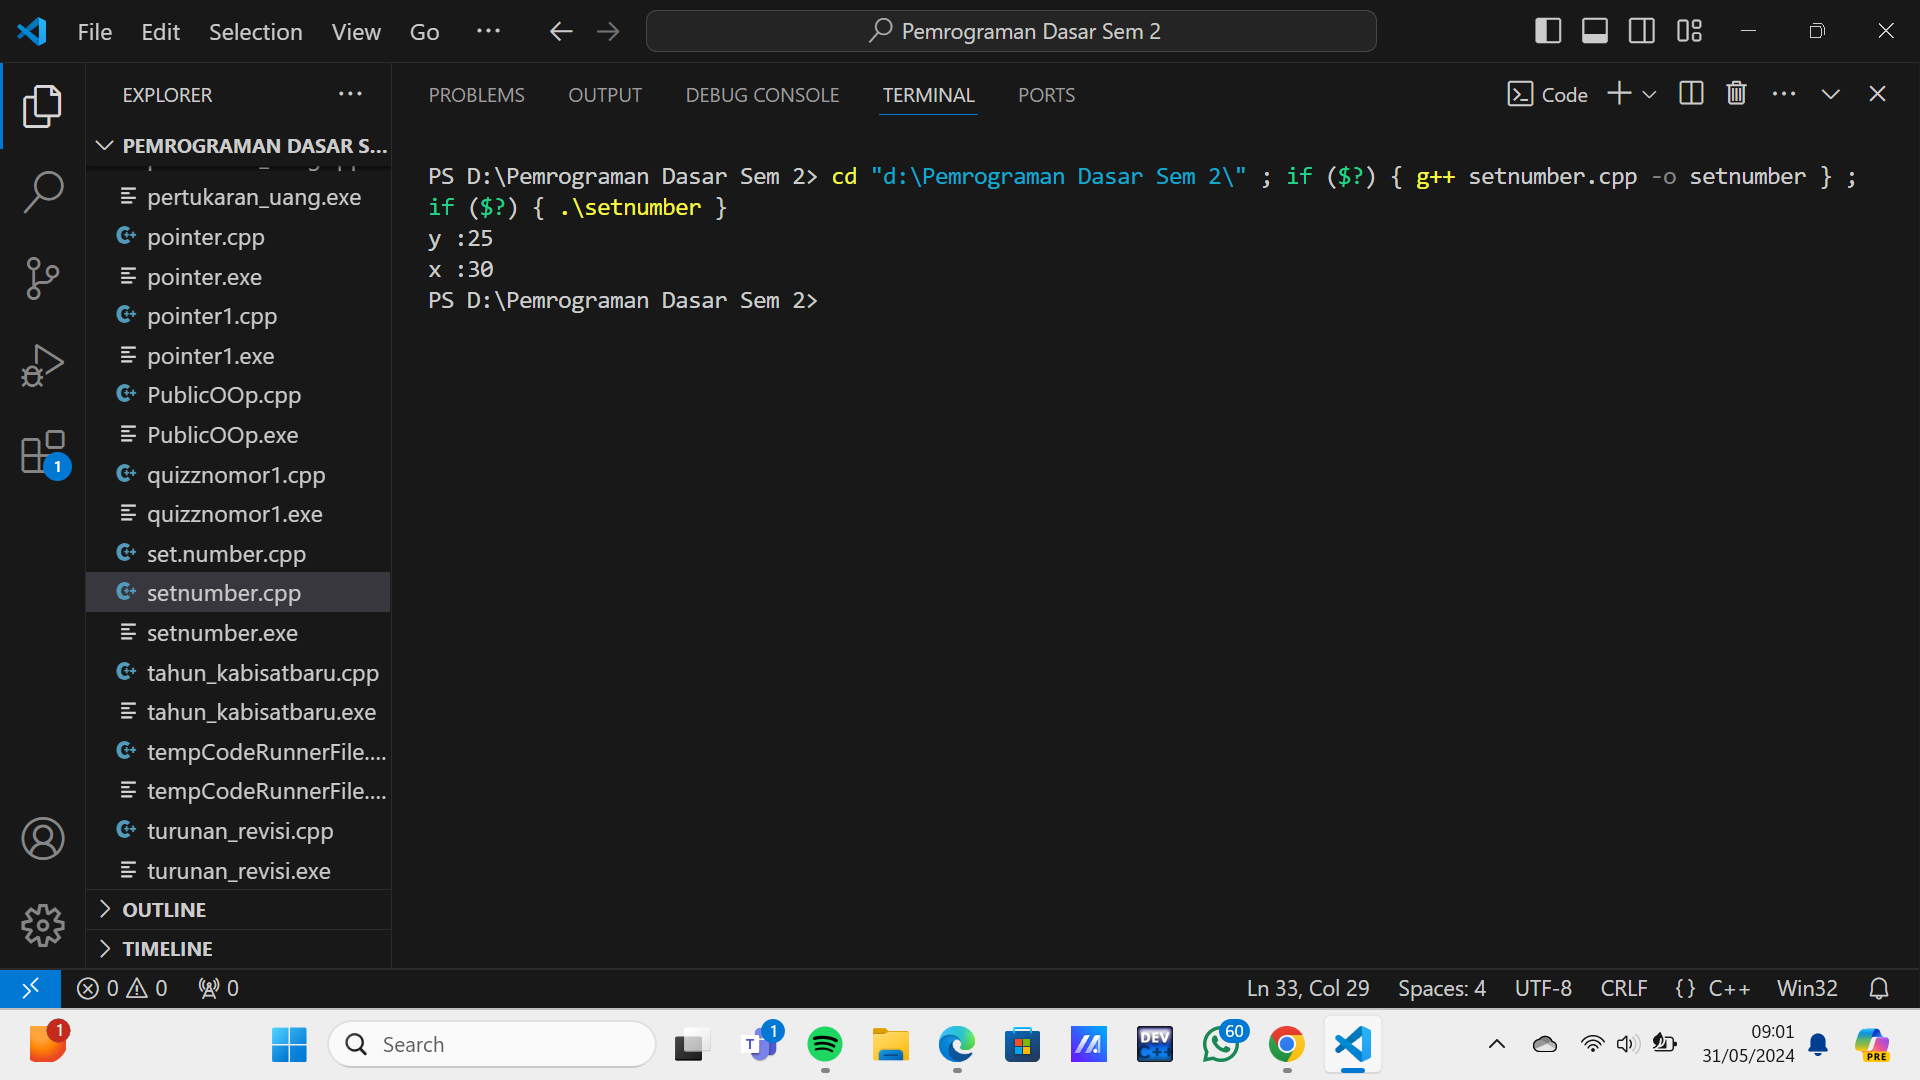 File Edit Selection View Go ··· Pemrograman Dasar Sem 2
EXPLORER ···
PEMROGRAMAN DASAR S...
pertukaran_uang.exe
pointer.cpp
pointer.exe
pointer1.cpp
pointer1.exe
PublicOOp.cpp
PublicOOp.exe
quizznomor1.cpp
quizznomor1.exe
set.number.cpp
setnumber.cpp
setnumber.exe
tahun_kabisatbaru.cpp
tahun_kabisatbaru.exe
tempCodeRunnerFile....
tempCodeRunnerFile....
turunan_revisi.cpp
turunan_revisi.exe
OUTLINE
TIMELINE
1
PROBLEMS OUTPUT DEBUG CONSOLE TERMINAL PORTS Code ···
PS D:\Pemrograman Dasar Sem 2> cd "d:\Pemrograman Dasar Sem 2\" ; if ($?) { g++ setnumber.cpp -o setnumber } ;
if ($?) { .\setnumber }
y :25
x :30
PS D:\Pemrograman Dasar Sem 2>
0 0 0 Ln 33, Col 29 Spaces: 4 UTF-8 CRLF {} C++ Win32
1 Search T 1 DEV C++ 60 09:01 PRE
31/05/2024